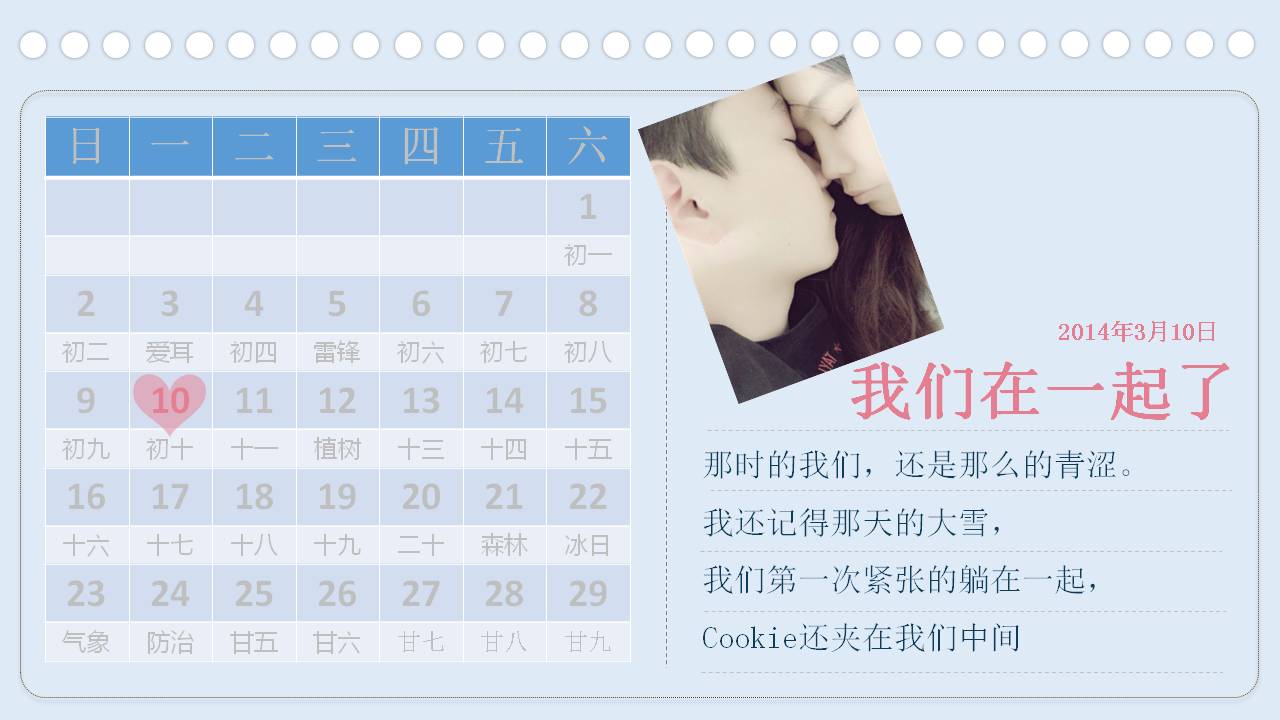 日 一 二 三 四 五 六
1
初一
2 3 4 5 6 7 8
初二 爱耳 初四 雷锋 初六 初七 初八
9 10 11 12 13 14 15
初九 初十 十一 植树 十三 十四 十五
16 17 18 19 20 21 22
十六 十七 十八 十九 二十 森林 冰日
23 24 25 26 27 28 29
气象 防治 甘五 甘六 甘七 甘八 甘九
2014年3月10日
我们在一起了
那时的我们，还是那么的青涩。
我还记得那天的大雪，
我们第一次紧张的躺在一起，
Cookie还夹在我们中间